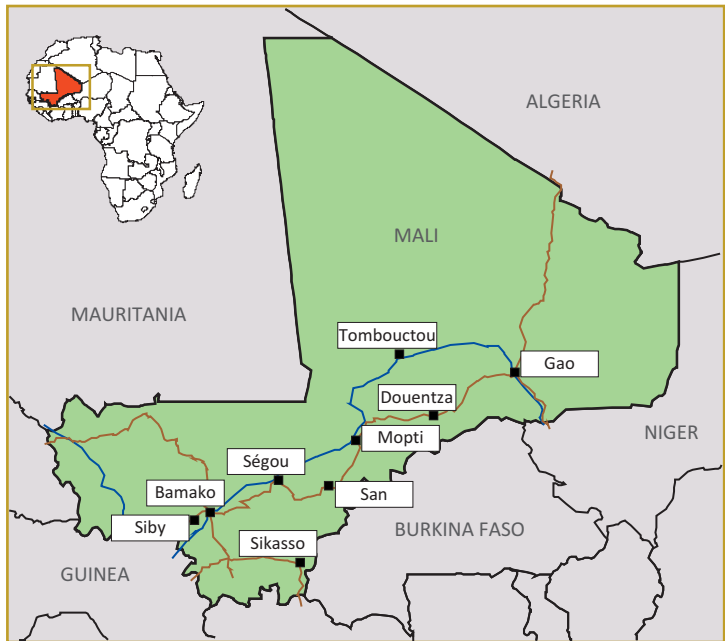 ALGERIA
MALI
MAURITANIA
Tombouctou
Gao
Douentza
Mopti
NIGER
Ségou
Bamako
San
Siby
BURKINA FASO
Sikasso
GUINEA